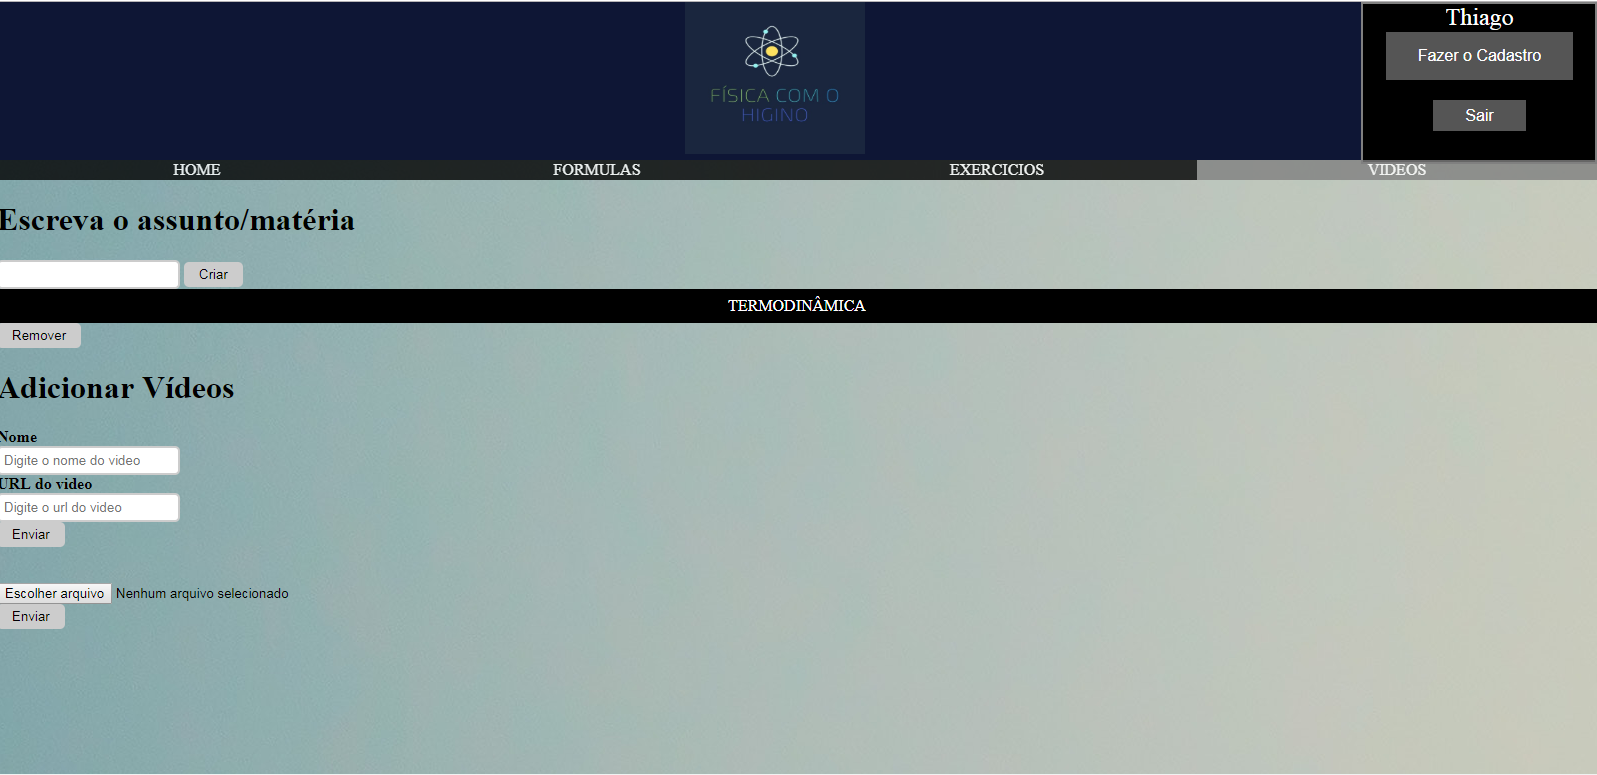 FÍSICA COM O
HIGINO
Thiago
Fazer o Cadastro
Sair
HOME FORMULAS EXERCICIOS VIDEOS
Escreva o assunto/matéria
Criar
TERMODINÂMICA
Remover
Adicionar Vídeos
Nome
Digite o nome do video
URL do video
Digite o url do video
Enviar
Escolher arquivo Nenhum arquivo selecionado
Enviar